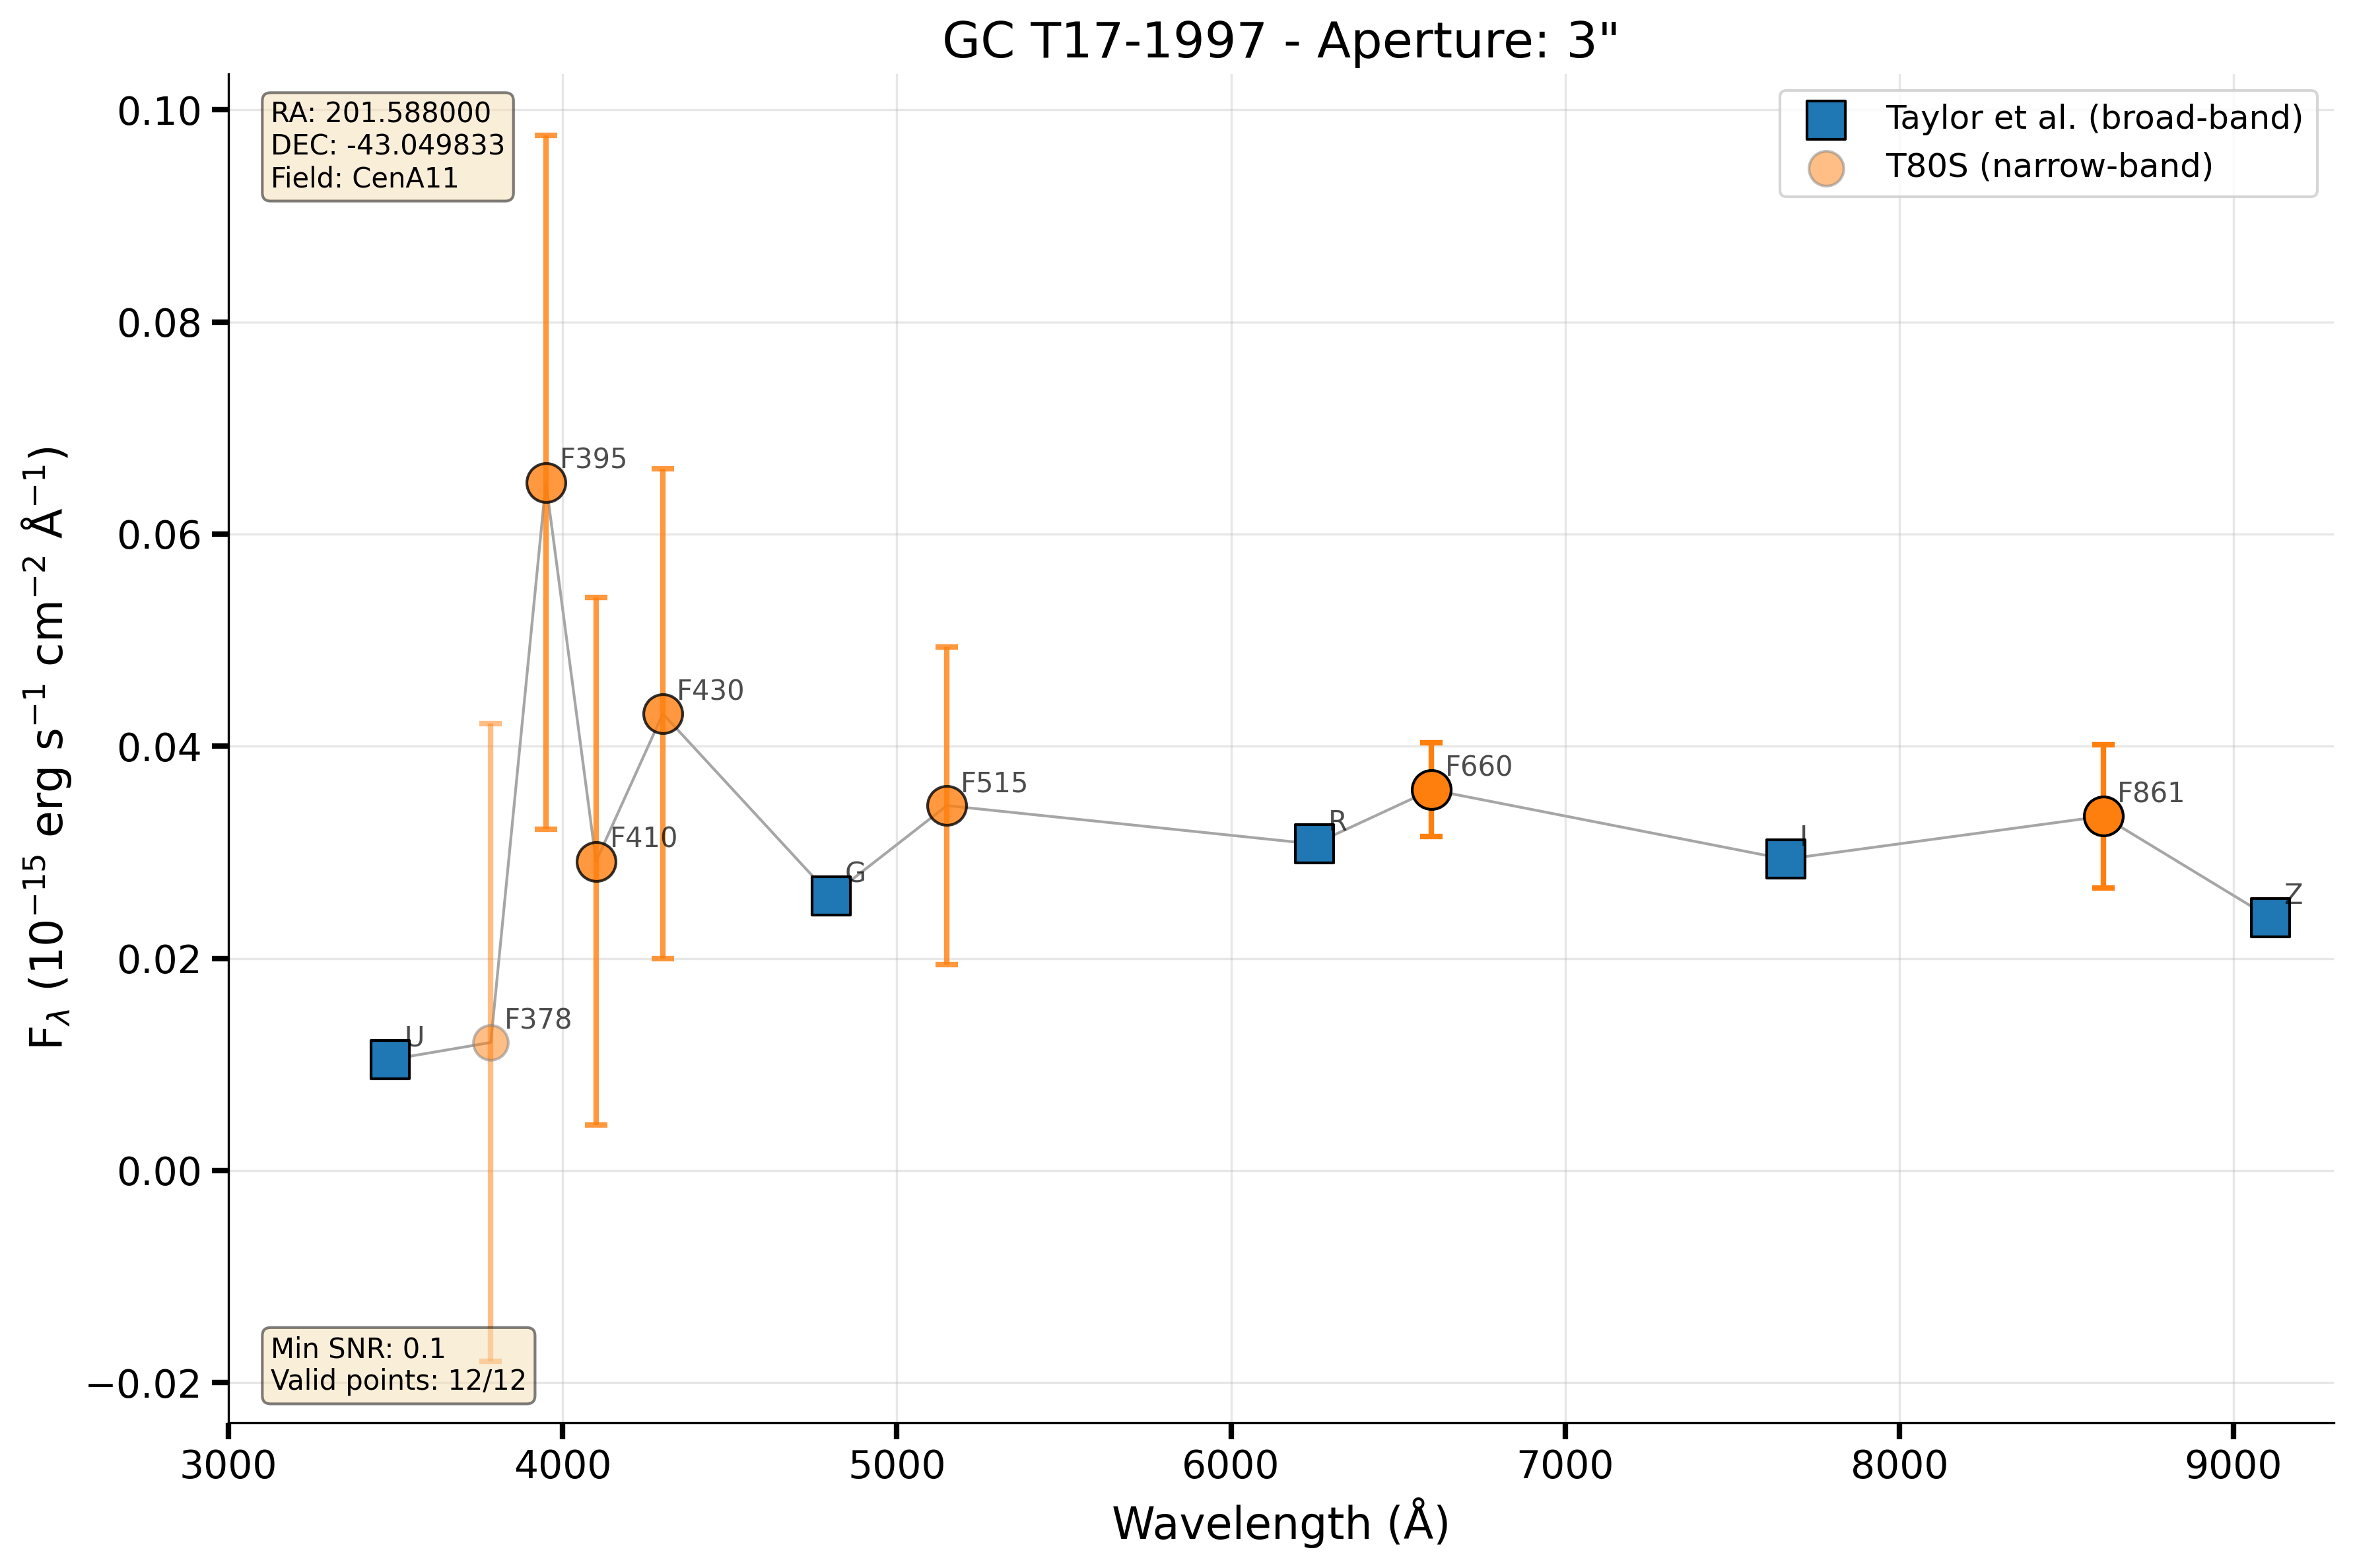 GC T17-1997 - Aperture: 3"
RA: 201.588000
DEC: -43.049833
Field: CenA11
Taylor et al. (broad-band)
T80S (narrow-band)
0.10
0.08
0.06
0.04
0.02
0.00
−0.02
F_λ (10⁻¹⁵ erg s⁻¹ cm⁻² Å⁻¹)
U
F378
F395
F410
F430
G
F515
R
F660
I
F861
Z
Min SNR: 0.1
Valid points: 12/12
3000 4000 5000 6000 7000 8000 9000
Wavelength (Å)